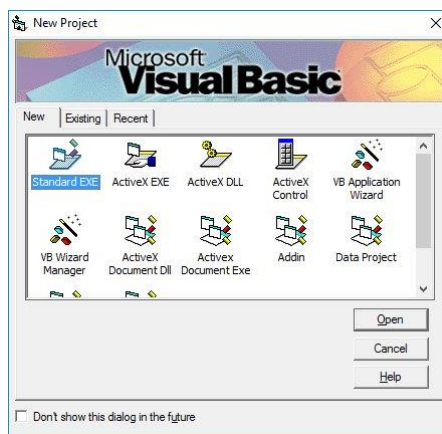 New Project
Microsoft
Visual Basic
New Existing Recent
Standard EXE ActiveX EXE ActiveX DLL ActiveX Control VB Application Wizard
VB Wizard Manager ActiveX Document Dll Activex Document Exe Addin Data Project
Open
Cancel
Help
Don't show this dialog in the future